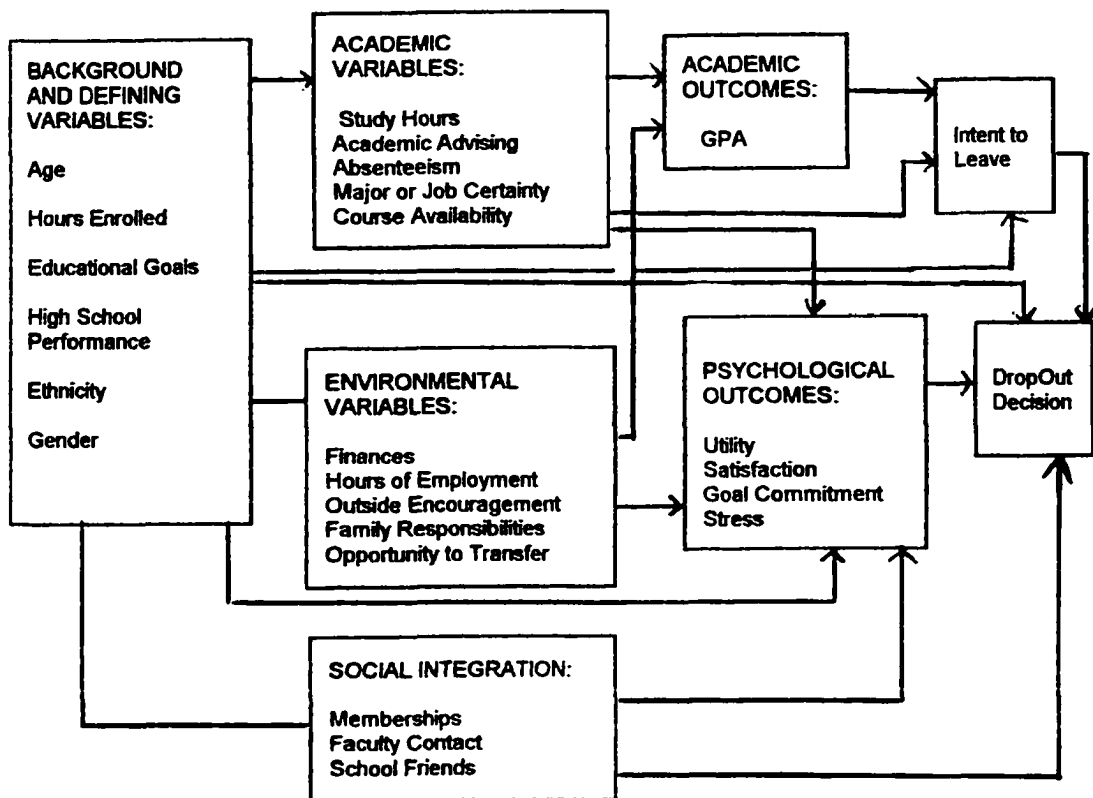 BACKGROUND
AND DEFINING
VARIABLES:
Age
Hours Enrolled
Educational Goals
High School
Performance
Ethnicity
Gender
ACADEMIC
VARIABLES:
Study Hours
Academic Advising
Absenteeism
Major or Job Certainty
Course Availability
ENVIRONMENTAL
VARIABLES:
Finances
Hours of Employment
Outside Encouragement
Family Responsibilities
Opportunity to Transfer
SOCIAL INTEGRATION:
Memberships
Faculty Contact
School Friends
ACADEMIC
OUTCOMES:
GPA
PSYCHOLOGICAL
OUTCOMES:
Utility
Satisfaction
Goal Commitment
Stress
Intent to
Leave
DropOut
Decision